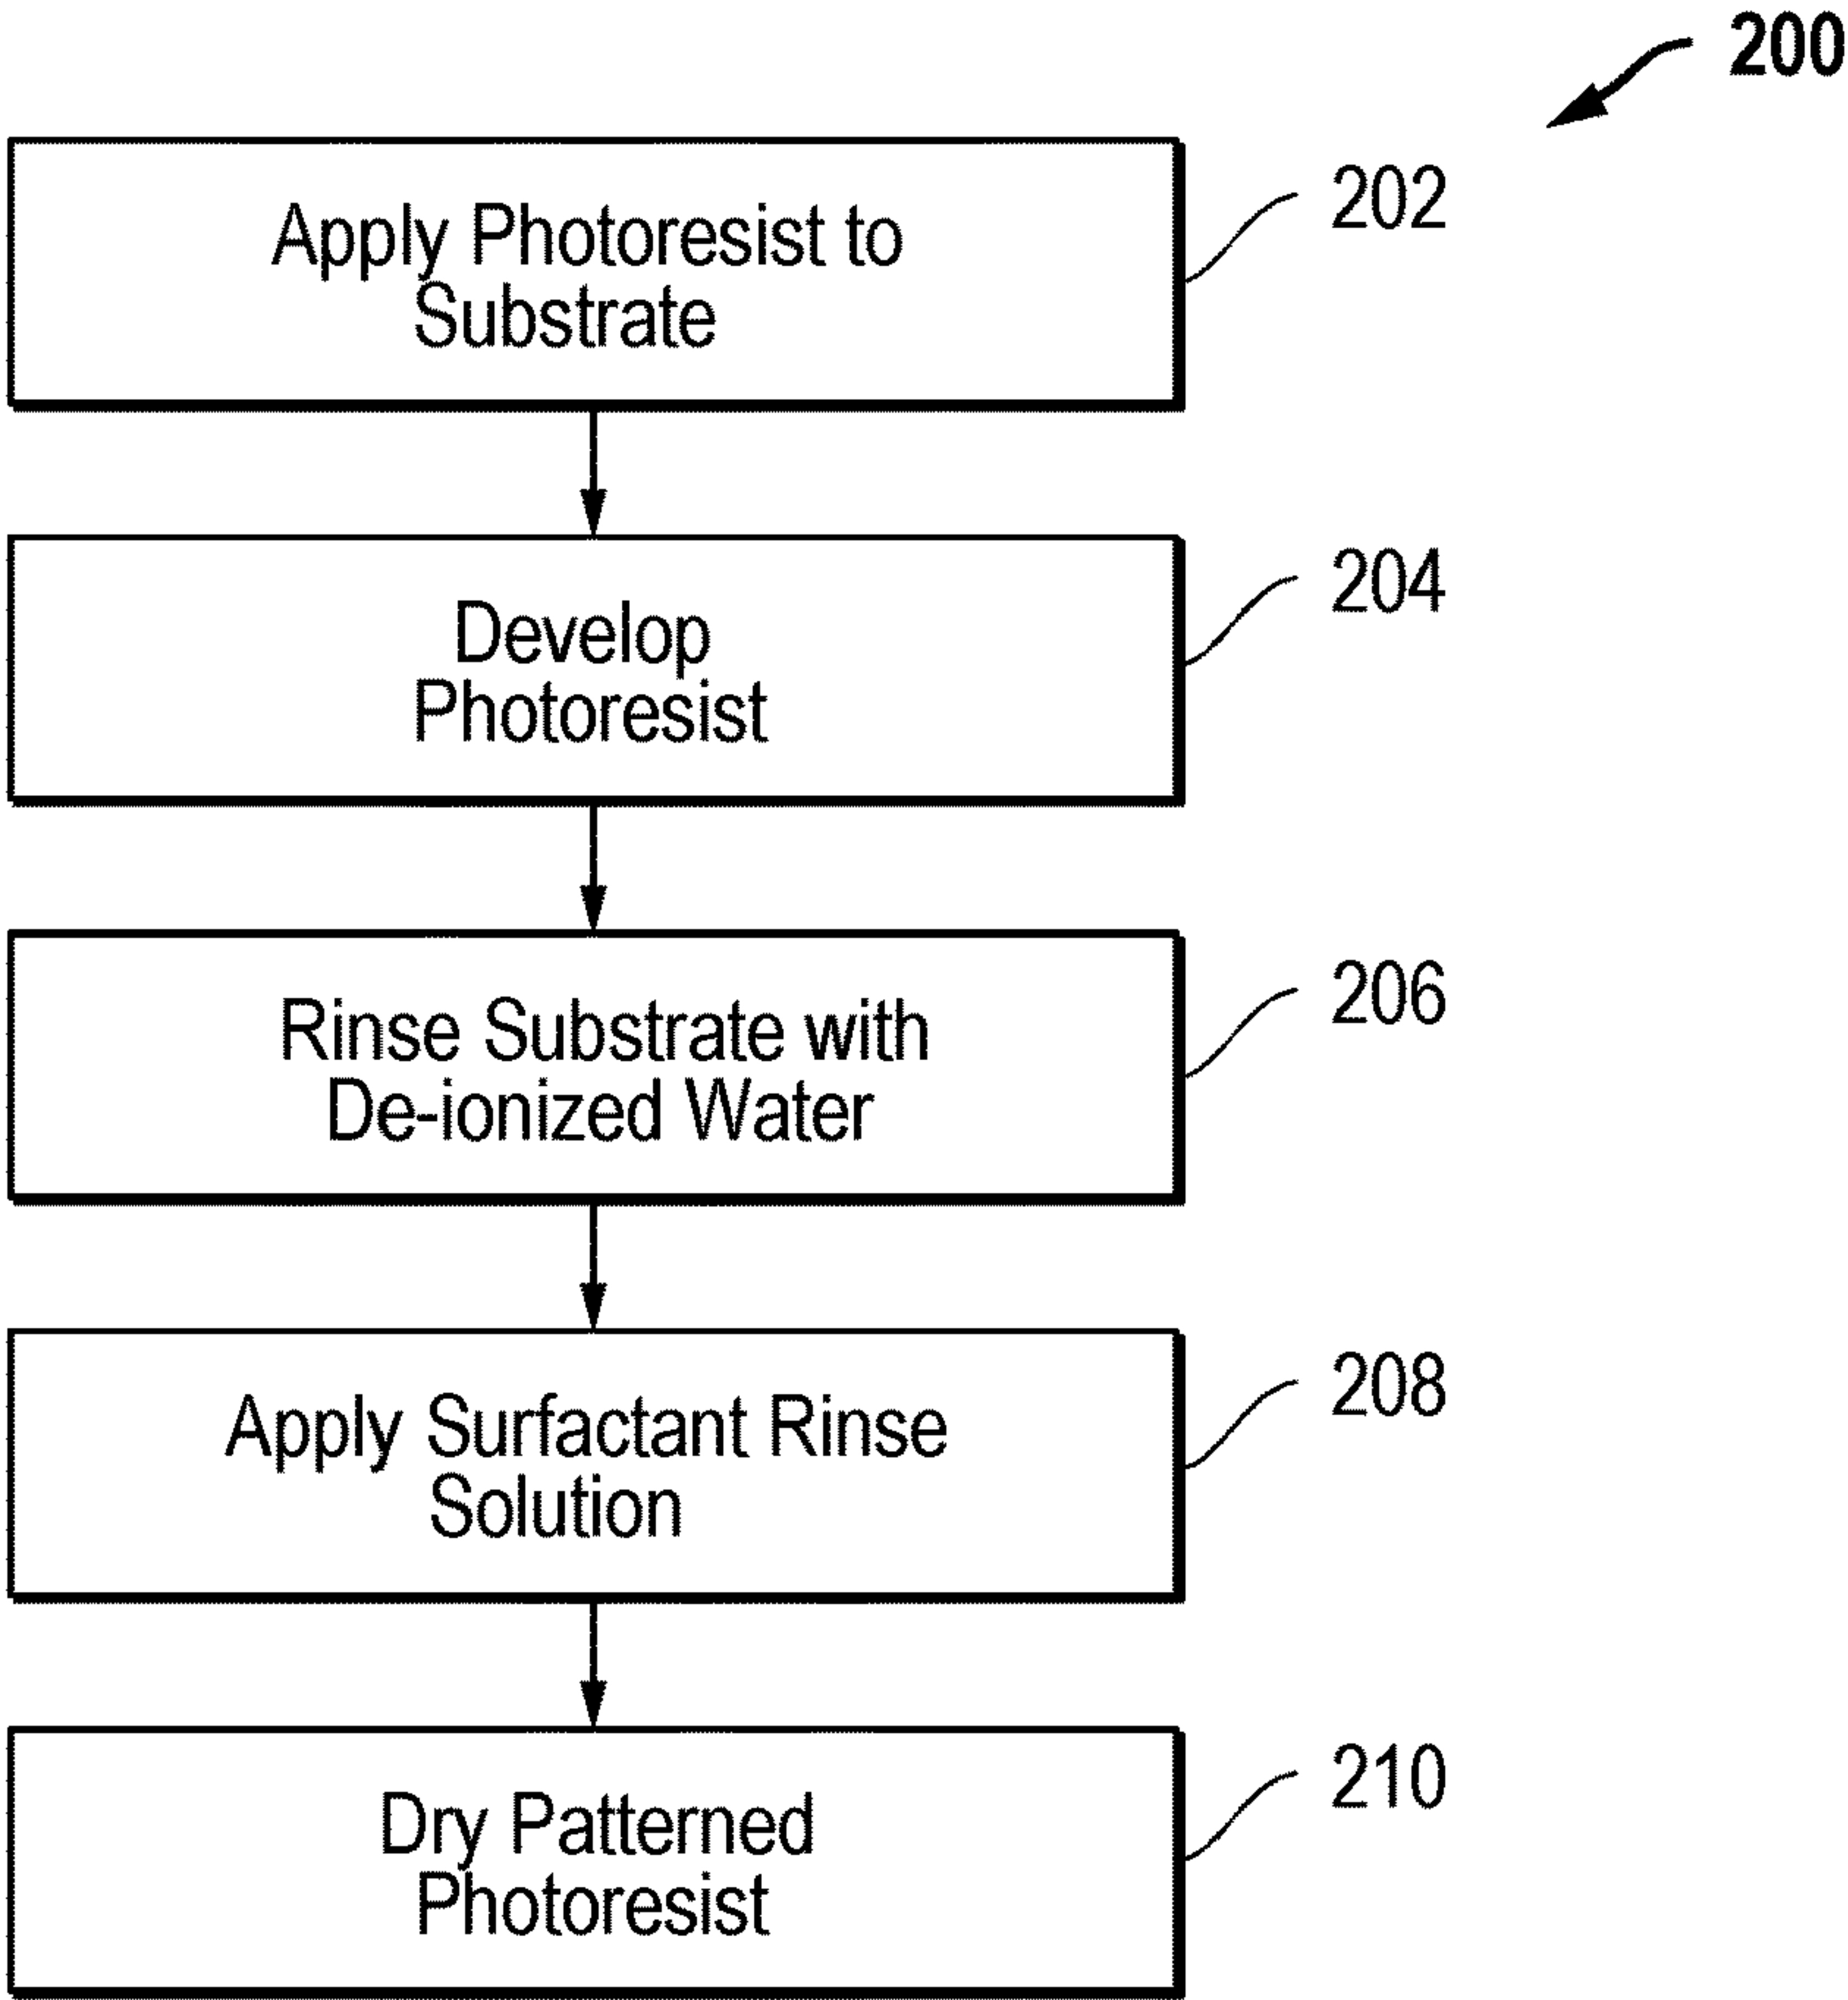 200
Apply Photoresist to
Substrate
202
Develop
Photoresist
204
Rinse Substrate with
De-ionized Water
206
Apply Surfactant Rinse
Solution
208
Dry Patterned
Photoresist
210